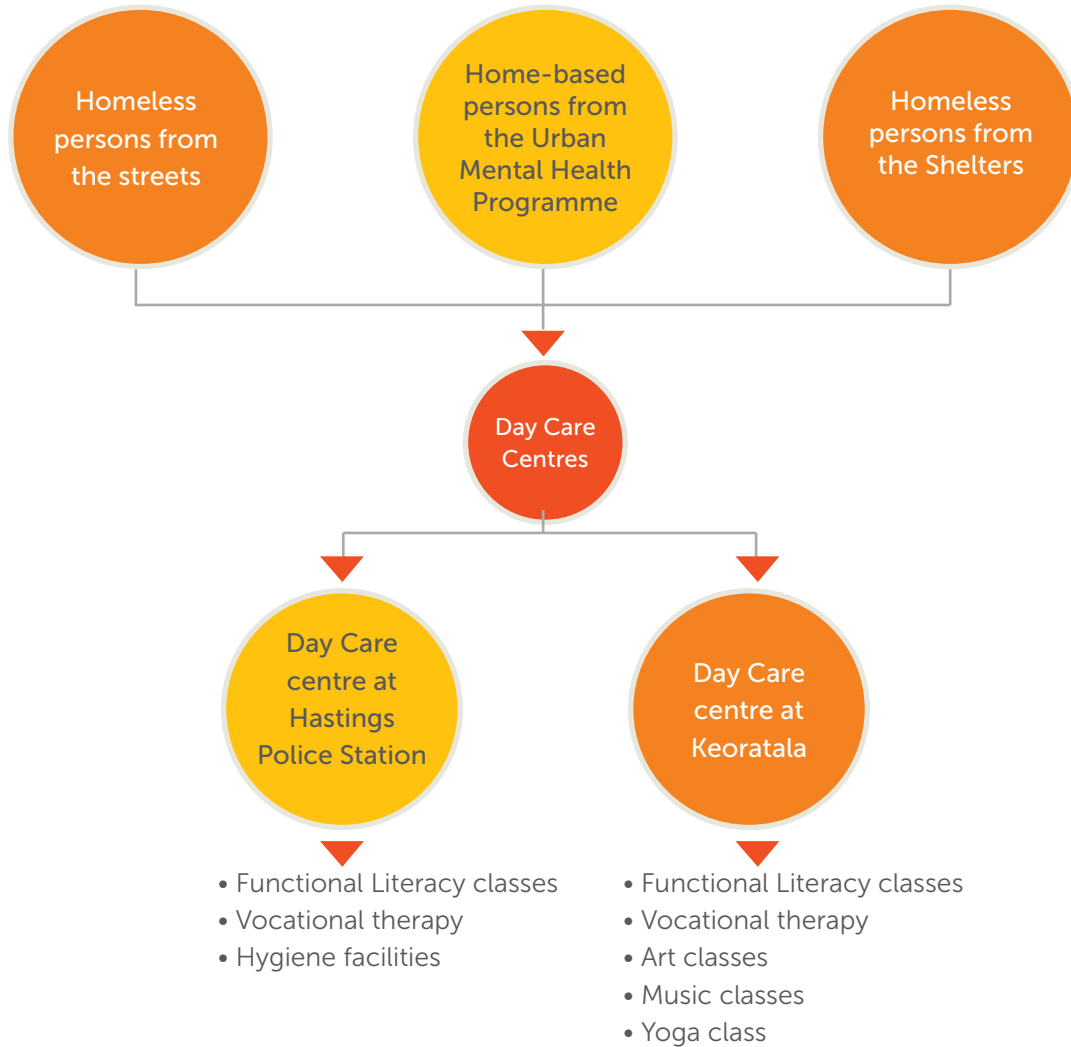 Homeless
persons from
the streets
Home-based
persons from
the Urban
Mental Health
Programme
Homeless
persons from
the Shelters
Day Care
Centres
Day Care
centre at
Hastings
Police Station
Day Care
centre at
Keoratala
• Functional Literacy classes
• Vocational therapy
• Hygiene facilities
• Functional Literacy classes
• Vocational therapy
• Art classes
• Music classes
• Yoga class